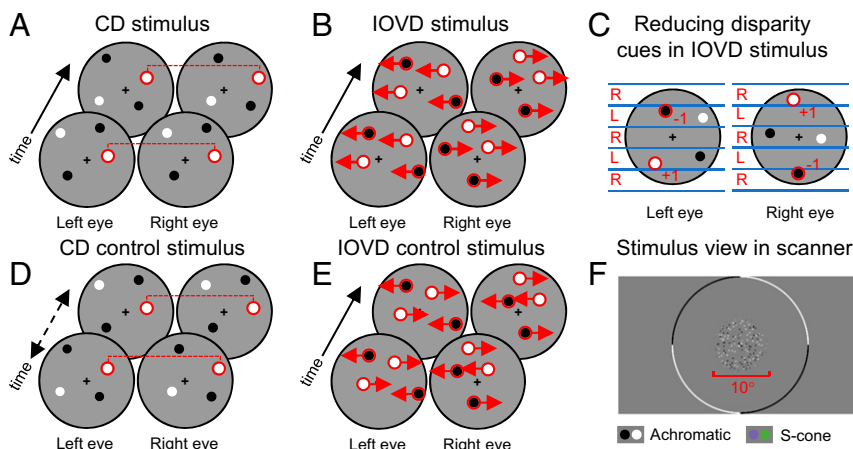 A
CD stimulus
time
Left eye
Right eye
B
IOVD stimulus
time
Left eye
Right eye
C
Reducing disparity
cues in IOVD stimulus
R
L
R
L
R
-1
+1
Left eye
R
L
R
L
R
+1
-1
Right eye
D
CD control stimulus
time
Left eye
Right eye
E
IOVD control stimulus
time
Left eye
Right eye
Stimulus view in scanner
F
10°
Achromatic
S-cone